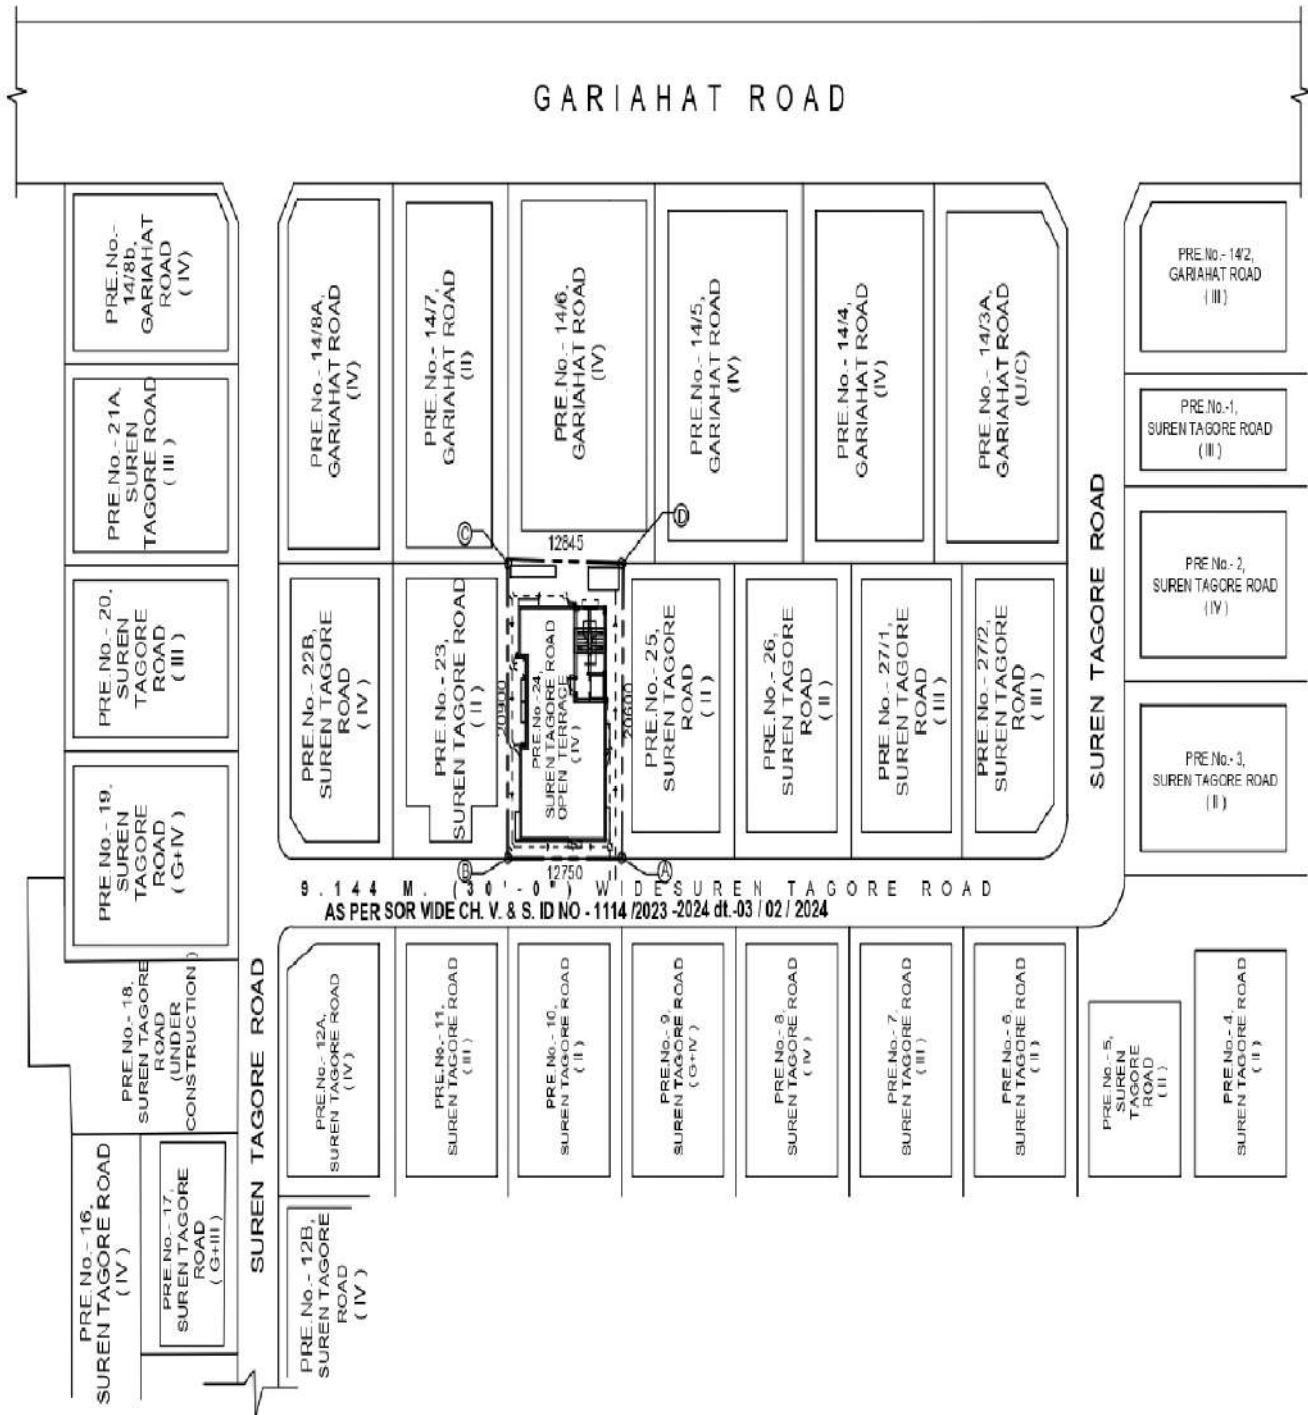 GARIAHAT ROAD
PRE.No.-
14/8b,
GARIAHAT
ROAD
( IV)
PRE.No.- 14/8A,
GARIAHAT ROAD
(IV)
PRE.No.- 14/7,
GARIAHAT ROAD
(II)
PRE.No.- 14/6,
GARIAHAT ROAD
(IV)
PRE.No.- 14/5,
GARIAHAT ROAD
(IV)
PRE.No.- 14/4,
GARIAHAT ROAD
(IV)
PRE.No.- 14/3A,
GARIAHAT ROAD
(U/C)
PRE.No.- 14/2,
GARIAHAT ROAD
( III )
PRE.No.- 21A,
SUREN
TAGORE ROAD
( III )
PRE.No.-1,
SUREN TAGORE ROAD
( III )
C
D
12845
PRE.No.- 20,
SUREN
TAGORE
ROAD
( III )
PRE.No.- 22B,
SUREN TAGORE
ROAD
( IV )
PRE.No.- 23,
SUREN TAGORE ROAD
( II )
20900
PRE.No.-24,
SUREN TAGORE ROAD
OPEN TERRACE
( IV )
20600
PRE.No.- 25,
SUREN TAGORE
ROAD
( II )
PRE.No.- 26,
SUREN TAGORE
ROAD
( II )
PRE.No.- 27/1,
SUREN TAGORE
ROAD
( III )
PRE.No.- 27/2,
SUREN TAGORE
ROAD
( III )
SUREN TAGORE ROAD
PRE.No.- 2,
SUREN TAGORE ROAD
( IV )
PRE.No.- 3,
SUREN TAGORE ROAD
( II )
PRE.No.- 19,
SUREN
TAGORE
ROAD
( G+IV )
B
12750
A
9.144 M. (30'-0") WIDE SUREN TAGORE ROAD
AS PER SOR VIDE CH. V. & S. ID NO - 1114 /2023 -2024 dt.-03 / 02 / 2024
PRE.No.- 18,
SUREN TAGORE
ROAD
(UNDER
CONSTRUCTION )
SUREN TAGORE ROAD
PRE.No.- 12A,
SUREN TAGORE ROAD
( IV )
PRE.No.- 11,
SUREN TAGORE ROAD
( III )
PRE.No.- 10,
SUREN TAGORE ROAD
( II )
PRE.No.- 9,
SUREN TAGORE ROAD
( G+IV )
PRE.No.- 8,
SUREN TAGORE ROAD
( IV )
PRE.No.- 7,
SUREN TAGORE ROAD
( III )
PRE.No.- 6,
SUREN TAGORE ROAD
( II )
PRE.No.- 5,
SUREN
TAGORE
ROAD
( II )
PRE.No.- 4,
SUREN TAGORE ROAD
( II )
PRE.No.- 16,
SUREN TAGORE ROAD
( IV )
PRE.No.- 17,
SUREN TAGORE
ROAD
( G+III )
PRE.No.- 12B,
SUREN TAGORE
ROAD
( IV )